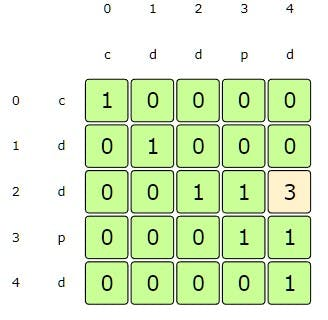 0 1 2 3 4
c d d p d
0 c 1 0 0 0 0
1 d 0 1 0 0 0
2 d 0 0 1 1 3
3 p 0 0 0 1 1
4 d 0 0 0 0 1